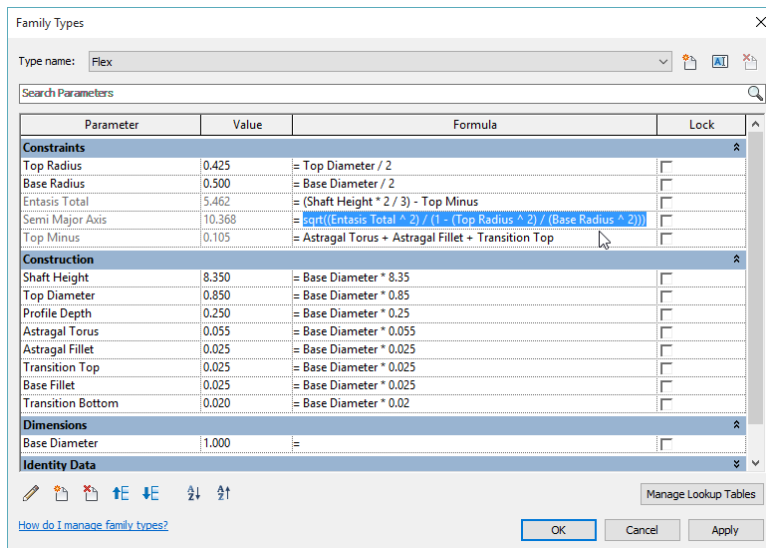 Family Types
Type name: Flex
Search Parameters
Parameter Value Formula Lock
Constraints
Top Radius 0.425 = Top Diameter / 2
Base Radius 0.500 = Base Diameter / 2
Entasis Total 5.462 = (Shaft Height * 2 / 3) - Top Minus
Semi Major Axis 10.368 = sqrt((Entasis Total ^ 2) / (1 - (Top Radius ^ 2) / (Base Radius ^ 2)))
Top Minus 0.105 = Astragal Torus + Astragal Fillet + Transition Top
Construction
Shaft Height 8.350 = Base Diameter * 8.35
Top Diameter 0.850 = Base Diameter * 0.85
Profile Depth 0.250 = Base Diameter * 0.25
Astragal Torus 0.055 = Base Diameter * 0.055
Astragal Fillet 0.025 = Base Diameter * 0.025
Transition Top 0.025 = Base Diameter * 0.025
Base Fillet 0.025 = Base Diameter * 0.025
Transition Bottom 0.020 = Base Diameter * 0.02
Dimensions
Base Diameter 1.000 =
Identity Data
Manage Lookup Tables
How do I manage family types?
OK Cancel Apply